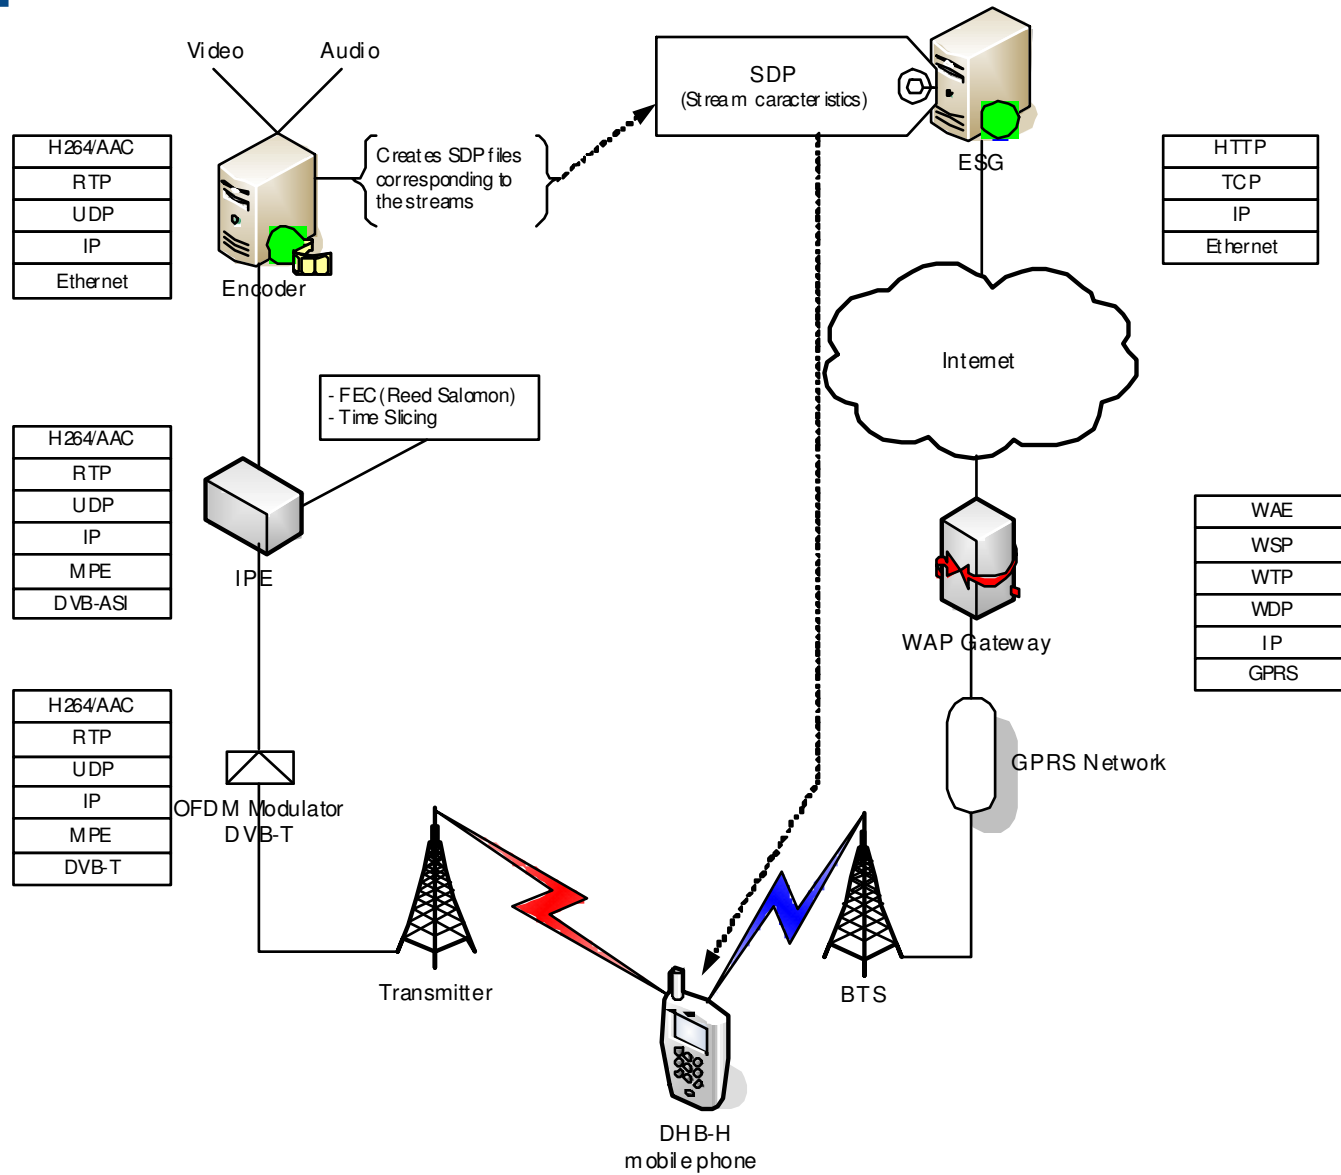 Video
Audio
SDP
(Stream caracteristics)
ESG
H264/AAC
RTP
UDP
IP
Ethernet
Creates SDP files
corresponding to
the streams
Encoder
HTTP
TCP
IP
Ethernet
Internet
- FEC (Reed Salomon)
- Time Slicing
H264/AAC
RTP
UDP
IP
MPE
DVB-ASI
IPE
WAP Gateway
WAE
WSP
WTP
WDP
IP
GPRS
H264/AAC
RTP
UDP
IP
MPE
DVB-T
OFDM Modulator
DVB-T
GPRS Network
Transmitter
BTS
DHB-H
mobile phone